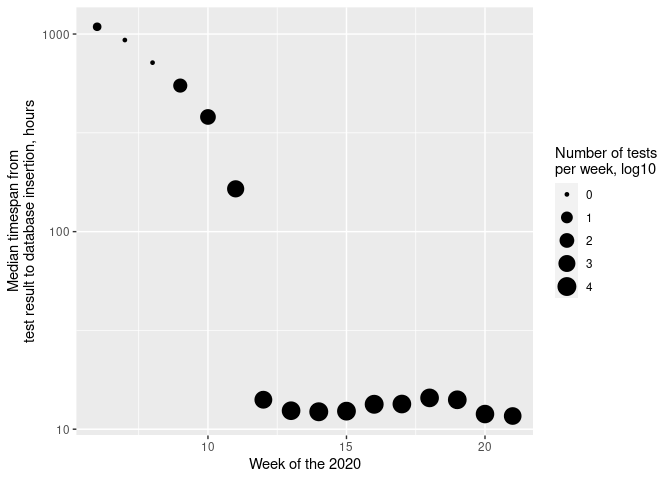 Median timespan from
test result to database insertion, hours
1000
100
10
10
15
20
Week of the 2020
Number of tests
per week, log10
0
1
2
3
4